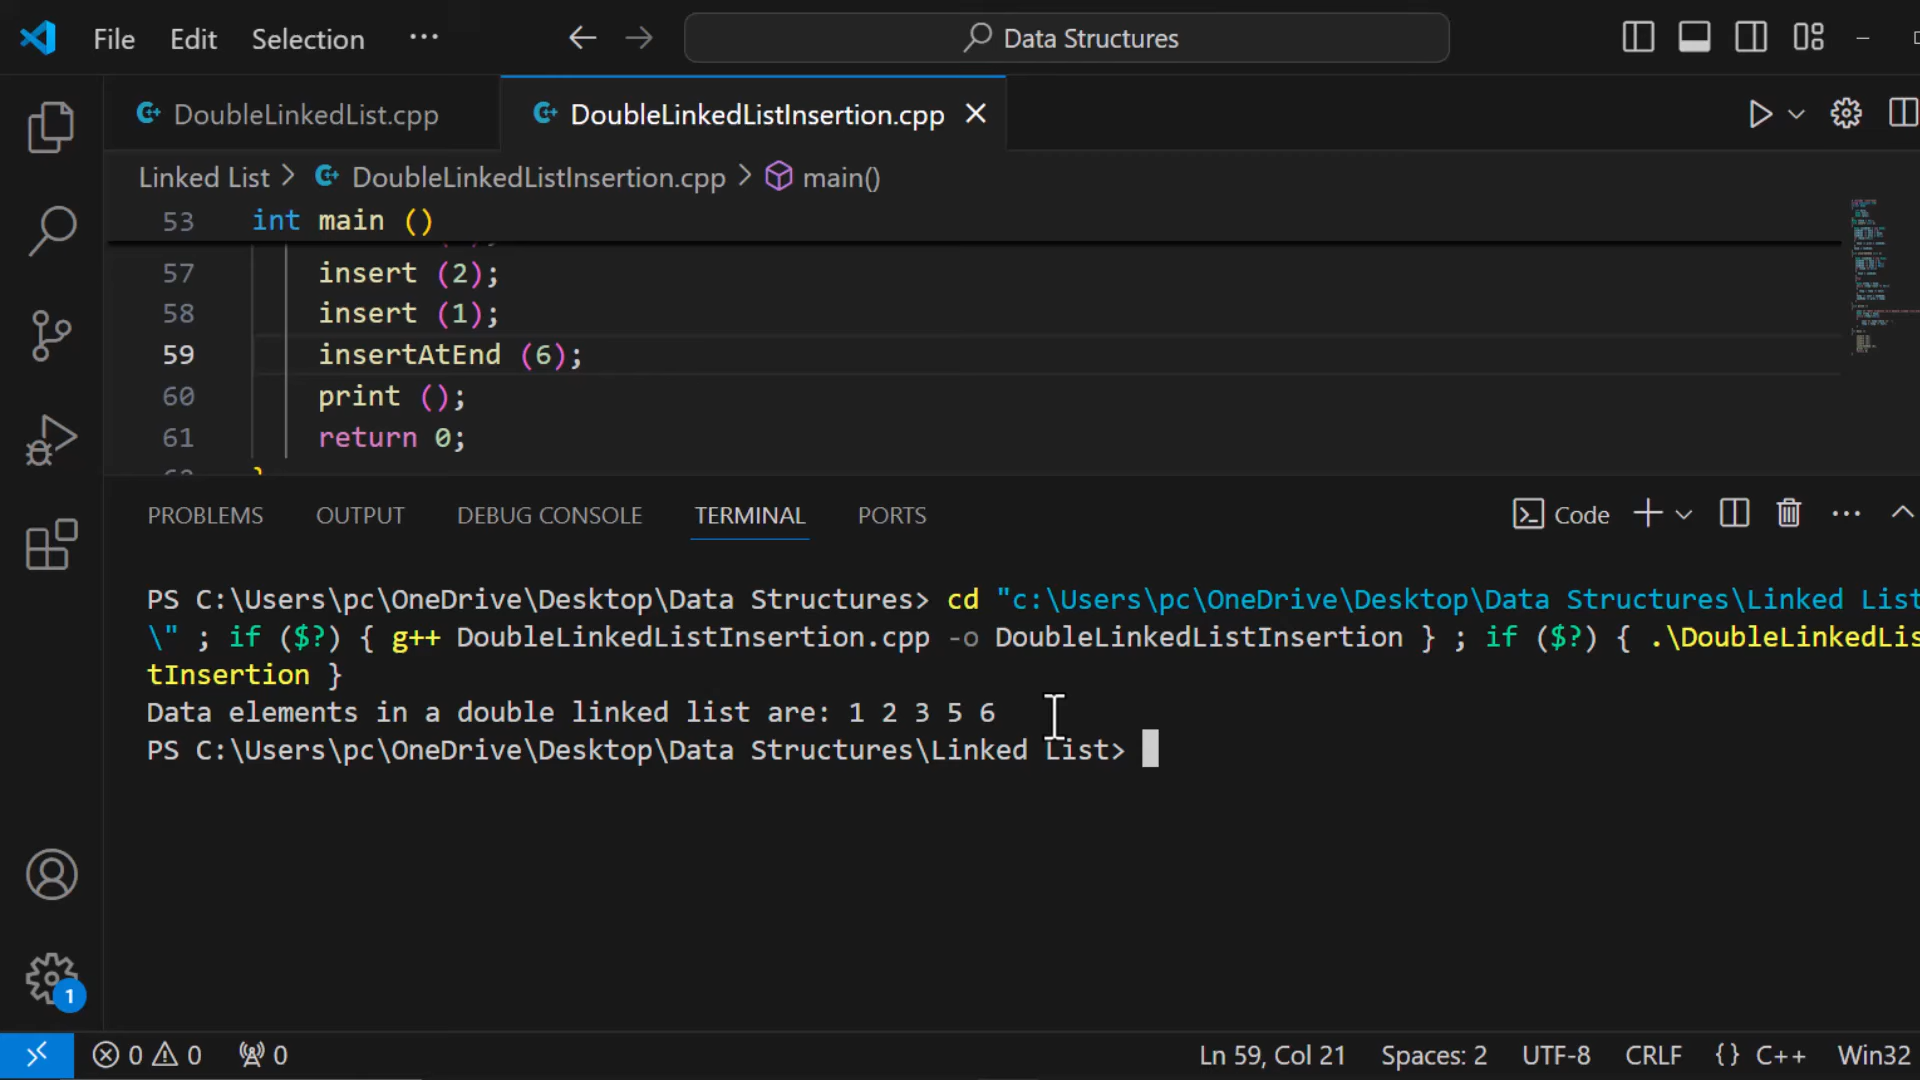 File Edit Selection ··· Data Structures
DoubleLinkedList.cpp DoubleLinkedListInsertion.cpp
Linked List > DoubleLinkedListInsertion.cpp > main()
53 int main ()
57 insert (2);
58 insert (1);
59 insertAtEnd (6);
60 print ();
61 return 0;
}
PROBLEMS OUTPUT DEBUG CONSOLE TERMINAL PORTS Code
PS C:\Users\pc\OneDrive\Desktop\Data Structures> cd "c:\Users\pc\OneDrive\Desktop\Data Structures\Linked List
\" ; if ($?) { g++ DoubleLinkedListInsertion.cpp -o DoubleLinkedListInsertion } ; if ($?) { .\DoubleLinkedLis
tInsertion }
Data elements in a double linked list are: 1 2 3 5 6
PS C:\Users\pc\OneDrive\Desktop\Data Structures\Linked List>
1
0 0 0 Ln 59, Col 21 Spaces: 2 UTF-8 CRLF {} C++ Win32